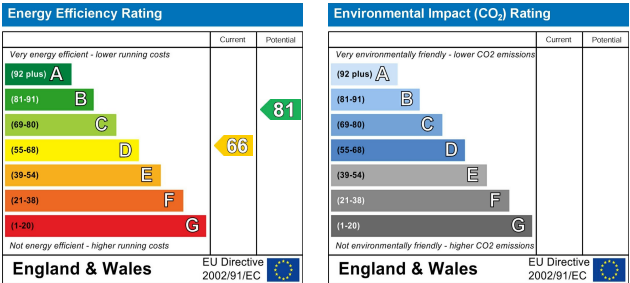 Energy Efficiency Rating
Current Potential
Very energy efficient - lower running costs
(92 plus) A
(81-91) B
81
(69-80) C
(55-68) D
66
(39-54) E
(21-38) F
(1-20) G
Not energy efficient - higher running costs
England & Wales
EU Directive
2002/91/EC
Environmental Impact (CO₂) Rating
Current Potential
Very environmentally friendly - lower CO2 emissions
(92 plus) A
(81-91) B
(69-80) C
(55-68) D
(39-54) E
(21-38) F
(1-20) G
Not environmentally friendly - higher CO2 emissions
England & Wales
EU Directive
2002/91/EC